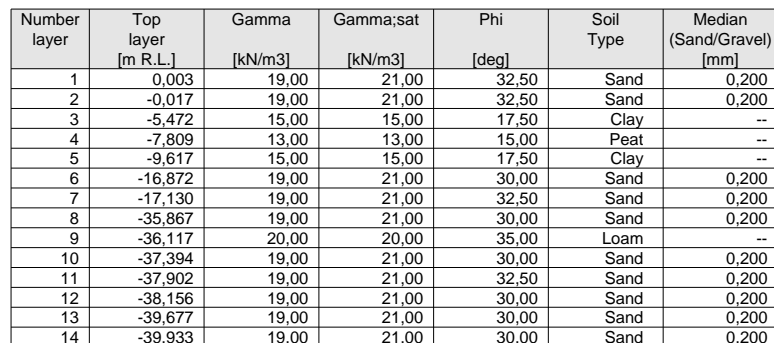 Number Top Gamma Gamma;sat Phi Soil Median
layer layer Type (Sand/Gravel)
[m R.L.] [kN/m3] [kN/m3] [deg] [mm]
1 0,003 19,00 21,00 32,50 Sand 0,200
2 -0,017 19,00 21,00 32,50 Sand 0,200
3 -5,472 15,00 15,00 17,50 Clay --
4 -7,809 13,00 13,00 15,00 Peat --
5 -9,617 15,00 15,00 17,50 Clay --
6 -16,872 19,00 21,00 30,00 Sand 0,200
7 -17,130 19,00 21,00 32,50 Sand 0,200
8 -35,867 19,00 21,00 30,00 Sand 0,200
9 -36,117 20,00 20,00 35,00 Loam --
10 -37,394 19,00 21,00 30,00 Sand 0,200
11 -37,902 19,00 21,00 32,50 Sand 0,200
12 -38,156 19,00 21,00 30,00 Sand 0,200
13 -39,677 19,00 21,00 30,00 Sand 0,200
14 -39,933 19,00 21,00 30,00 Sand 0,200